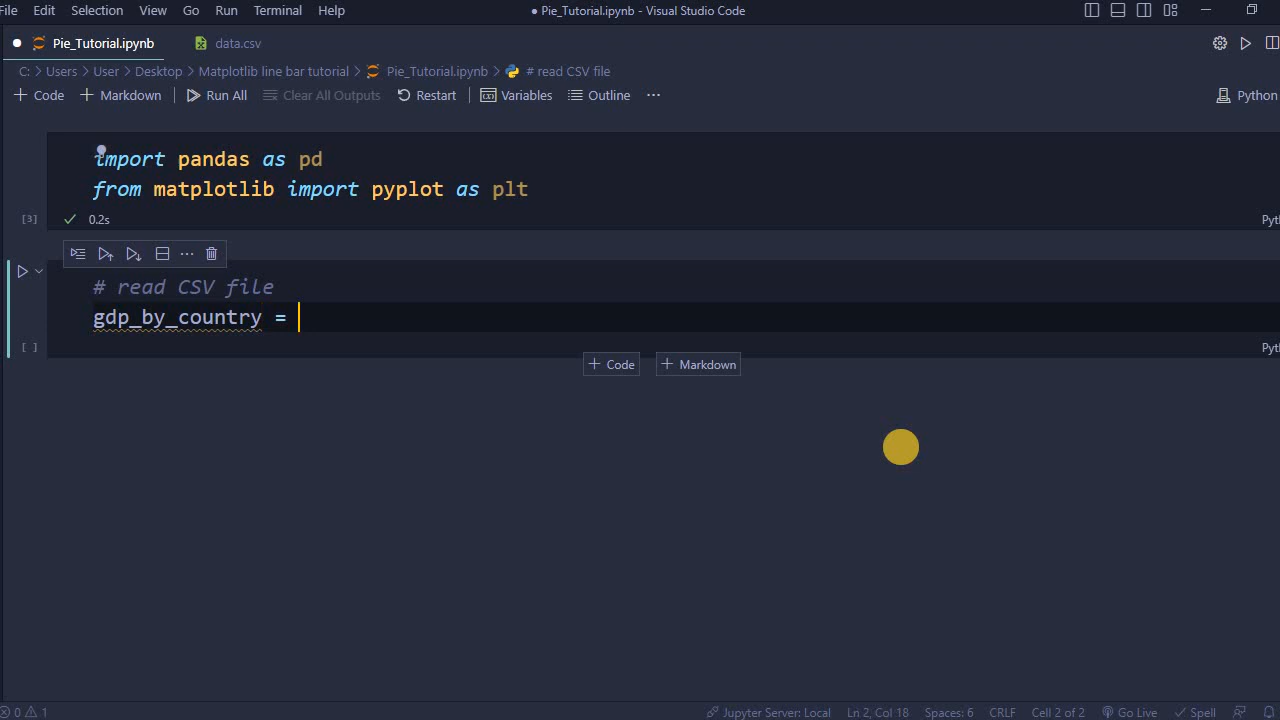 File Edit Selection View Go Run Terminal Help ● Pie_Tutorial.ipynb - Visual Studio Code
Pie_Tutorial.ipynb data.csv
C: > Users > User > Desktop > Matplotlib line bar tutorial > Pie_Tutorial.ipynb > # read CSV file
+ Code + Markdown Run All Clear All Outputs Restart Variables Outline ... Python
import pandas as pd
from matplotlib import pyplot as plt
[3] 0.2s Pyt
# read CSV file
gdp_by_country =
[ ] Pyt
+ Code + Markdown
0 1 Jupyter Server: Local Ln 2, Col 18 Spaces: 6 CRLF Cell 2 of 2 Go Live Spell